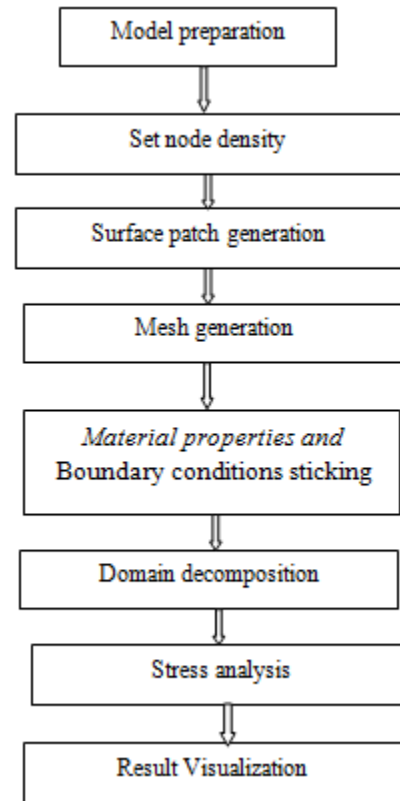 Model preparation
Set node density
Surface patch generation
Mesh generation
Material properties and
Boundary conditions sticking
Domain decomposition
Stress analysis
Result Visualization